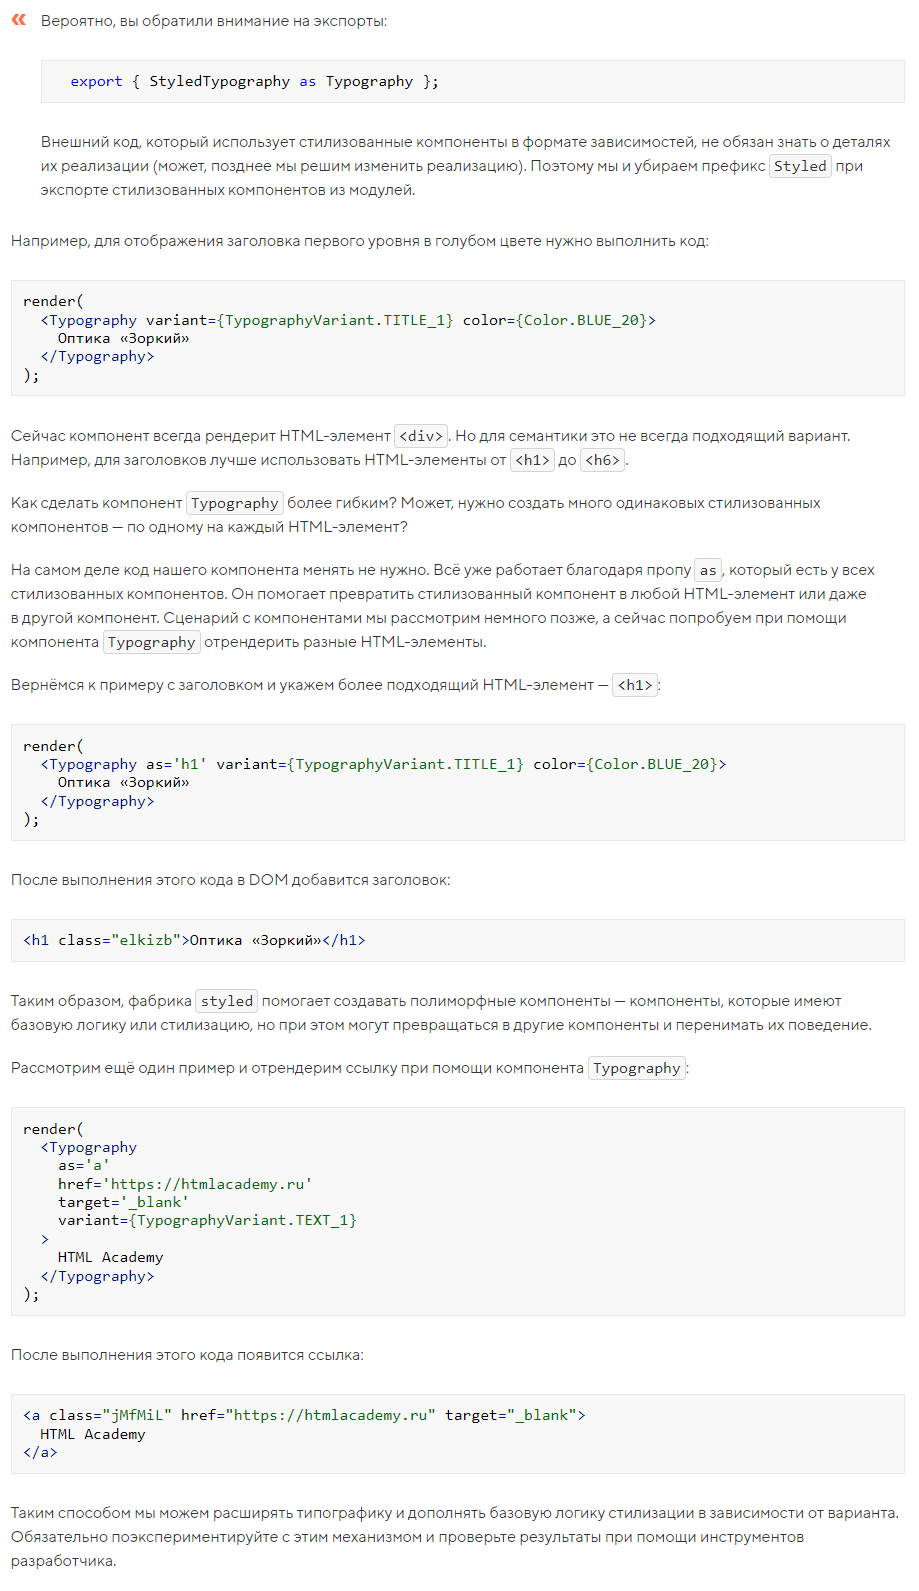 « Вероятно, вы обратили внимание на экспорты:
export { StyledTypography as Typography };
Внешний код, который использует стилизованные компоненты в формате зависимостей, не обязан знать о деталях
их реализации (может, позднее мы решим изменить реализацию). Поэтому мы и убираем префикс Styled при
экспорте стилизованных компонентов из модулей.
Например, для отображения заголовка первого уровня в голубом цвете нужно выполнить код:
render(
<Typography variant={TypographyVariant.TITLE_1} color={Color.BLUE_20}>
Оптика «Зоркий»
</Typography>
);
Сейчас компонент всегда рендерит HTML-элемент <div>. Но для семантики это не всегда подходящий вариант.
Например, для заголовков лучше использовать HTML-элементы от <h1> до <h6>.
Как сделать компонент Typography более гибким? Может, нужно создать много одинаковых стилизованных
компонентов — по одному на каждый HTML-элемент?
На самом деле код нашего компонента менять не нужно. Всё уже работает благодаря пропу as, который есть у всех
стилизованных компонентов. Он помогает превратить стилизованный компонент в любой HTML-элемент или даже
в другой компонент. Сценарий с компонентами мы рассмотрим немного позже, а сейчас попробуем при помощи
компонента Typography отрендерить разные HTML-элементы.
Вернёмся к примеру с заголовком и укажем более подходящий HTML-элемент — <h1>:
render(
<Typography as='h1' variant={TypographyVariant.TITLE_1} color={Color.BLUE_20}>
Оптика «Зоркий»
</Typography>
);
После выполнения этого кода в DOM добавится заголовок:
<h1 class="elkizb">Оптика «Зоркий»</h1>
Таким образом, фабрика styled помогает создавать полиморфные компоненты — компоненты, которые имеют
базовую логику или стилизацию, но при этом могут превращаться в другие компоненты и перенимать их поведение.
Рассмотрим ещё один пример и отрендерим ссылку при помощи компонента Typography:
render(
<Typography
as='a'
href='https://htmlacademy.ru'
target='_blank'
variant={TypographyVariant.TEXT_1}
>
HTML Academy
</Typography>
);
После выполнения этого кода появится ссылка:
<a class="jMfMiL" href="https://htmlacademy.ru" target="_blank">
HTML Academy
</a>
Таким способом мы можем расширять типографику и дополнять базовую логику стилизации в зависимости от варианта.
Обязательно поэкспериментируйте с этим механизмом и проверьте результаты при помощи инструментов
разработчика.